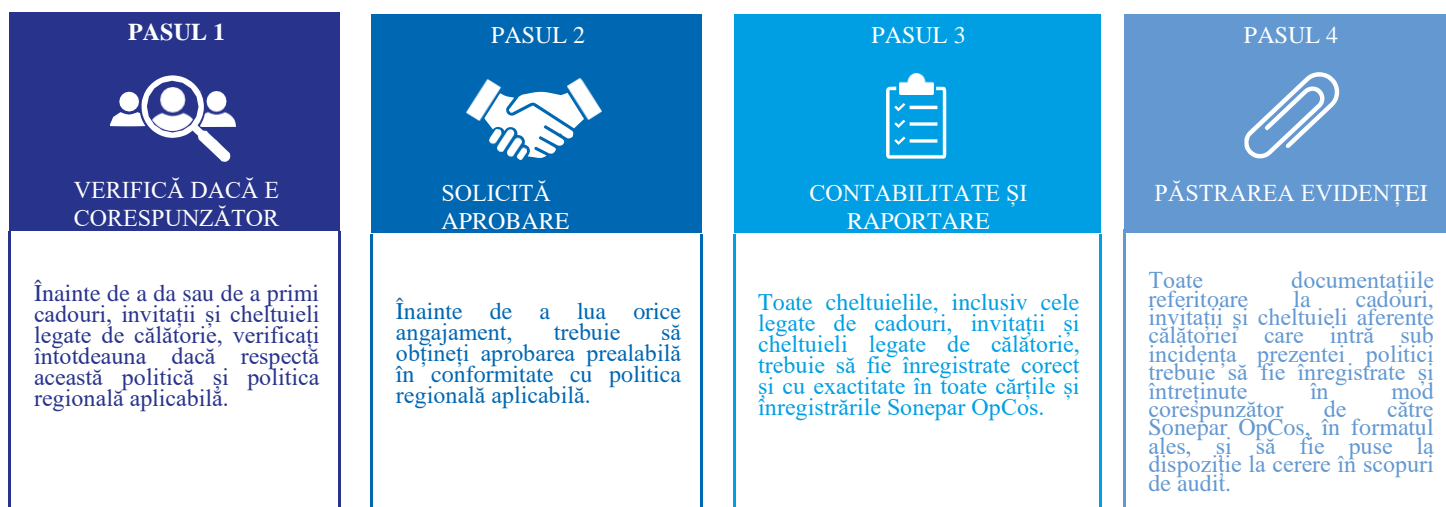 PASUL 1
VERIFICĂ DACĂ E
CORESPUNZĂTOR
Înainte de a da sau de a primi
cadouri, invitații și cheltuieli
legate de călătorie, verificați
întotdeauna dacă respectă
această politică și politica
regională aplicabilă.
PASUL 2
SOLICITĂ
APROBARE
Înainte de a lua orice
angajament, trebuie să
obțineți aprobarea prealabilă
în conformitate cu politica
regională aplicabilă.
PASUL 3
CONTABILITATE ȘI
RAPORTARE
Toate cheltuielile, inclusiv cele
legate de cadouri, invitații și
cheltuieli legate de călătorie,
trebuie să fie înregistrate corect
și cu exactitate în toate cărțile și
înregistrările Sonepar OpCos.
PASUL 4
PĂSTRAREA EVIDENȚEI
Toate documentațiile
referitoare la cadouri,
invitații și cheltuieli aferente
călătoriei care intră sub
incidența prezentei politici
trebuie să fie înregistrate și
întreținute în mod
corespunzător de către
Sonepar OpCos, în formatul
ales, și să fie puse la
dispoziție la cerere în scopuri
de audit.